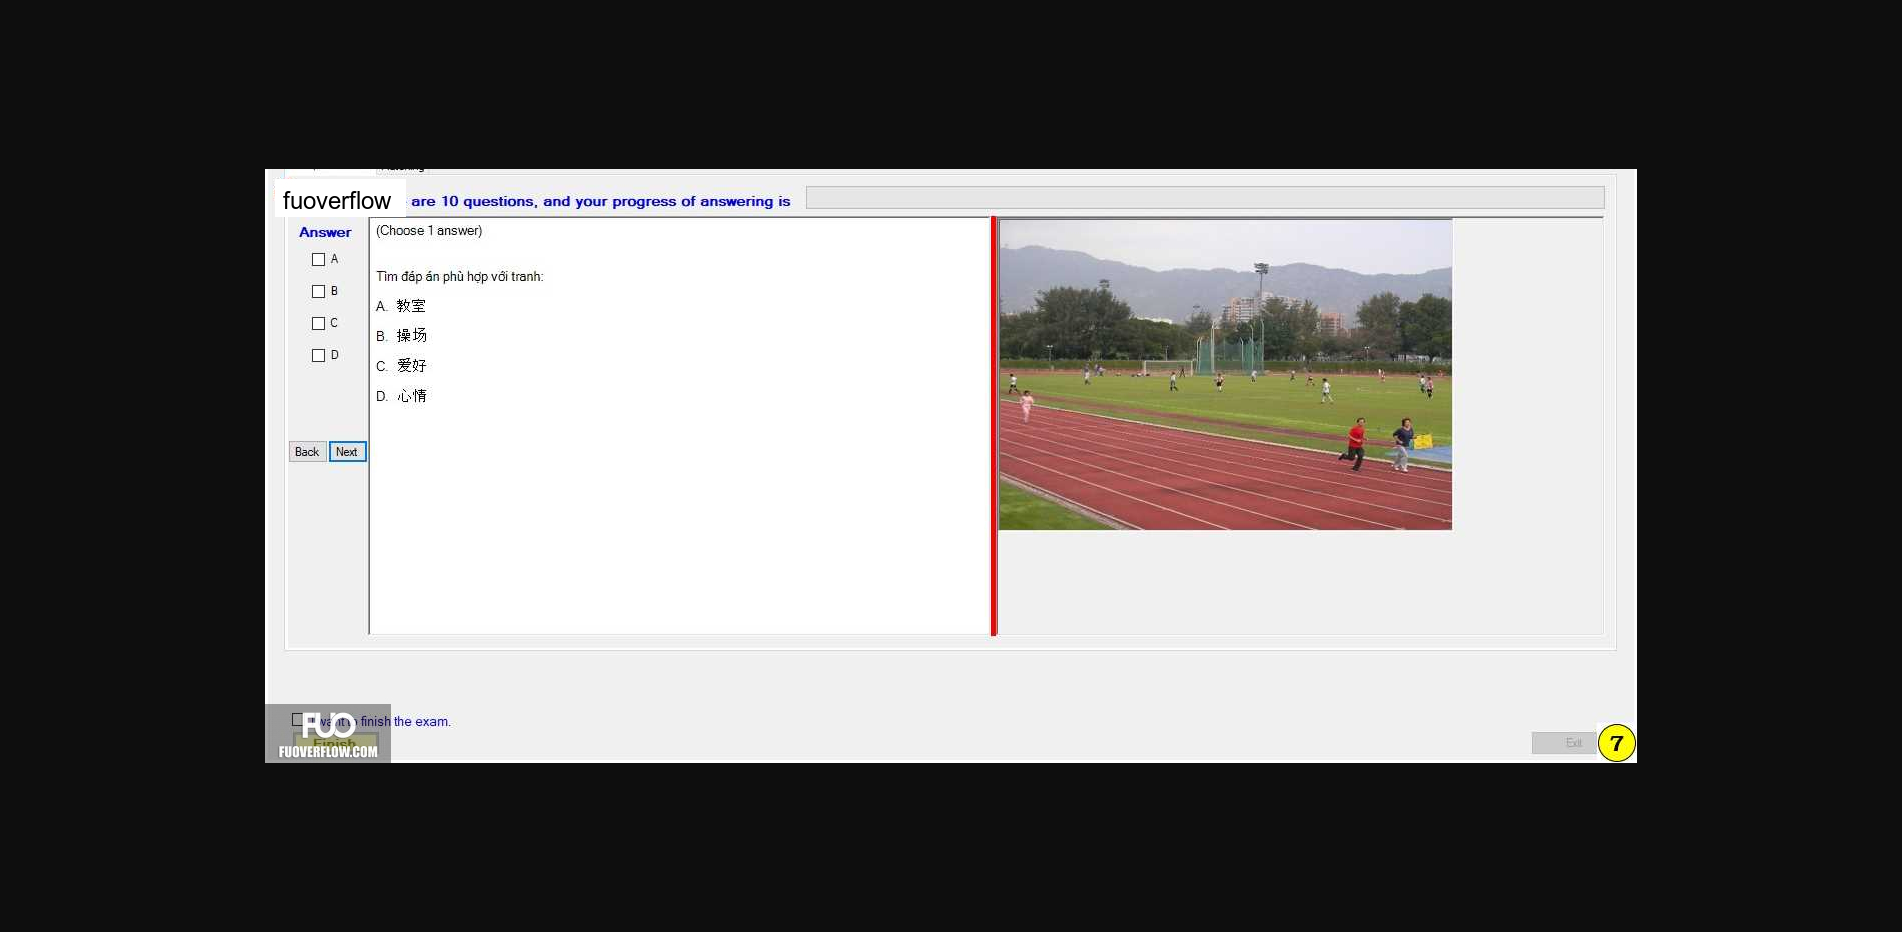 fuoverflow
are 10 questions, and your progress of answering is
Answer
(Choose 1 answer)
A
B
C
D
Tìm đáp án phù hợp với tranh:
A. 教室
B. 操场
C. 爱好
D. 心情
Back Next
I want to finish the exam.
Finish
FUO
FUOVERFLOW.COM
Exit
7